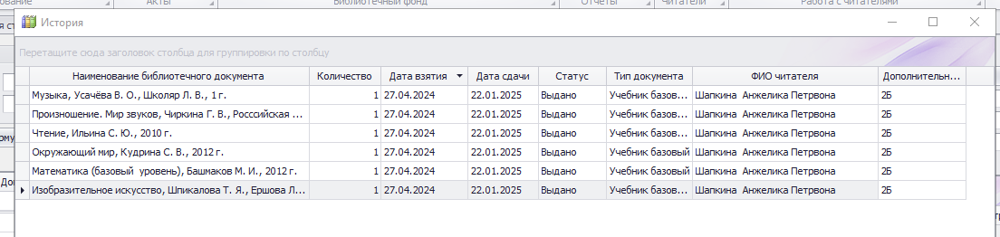 Акты Библиотечный фонд Отчеты Читатели Работа с читателями
История
Перетащите сюда заголовок столбца для группировки по столбцу
Наименование библиотечного документа Количество Дата взятия Дата сдачи Статус Тип документа ФИО читателя Дополнительн...
Музыка, Усачёва В. О., Школяр Л. В., 1 г. 1 27.04.2024 22.01.2025 Выдано Учебник базов... Шапкина Анжелика Петрвона 2Б
Произношение. Мир звуков, Чиркина Г. В., Росссийская ... 1 27.04.2024 22.01.2025 Выдано Учебник базов... Шапкина Анжелика Петрвона 2Б
Чтение, Ильина С. Ю., 2010 г. 1 27.04.2024 22.01.2025 Выдано Учебник базов... Шапкина Анжелика Петрвона 2Б
Окружающий мир, Кудрина С. В., 2012 г. 1 27.04.2024 22.01.2025 Выдано Учебник базовый Шапкина Анжелика Петрвона 2Б
Математика (базовый уровень), Башмаков М. И., 2012 г. 1 27.04.2024 22.01.2025 Выдано Учебник базовый Шапкина Анжелика Петрвона 2Б
Изобразительное искусство, Шпикалова Т. Я., Ершова Л... 1 27.04.2024 22.01.2025 Выдано Учебник базов... Шапкина Анжелика Петрвона 2Б